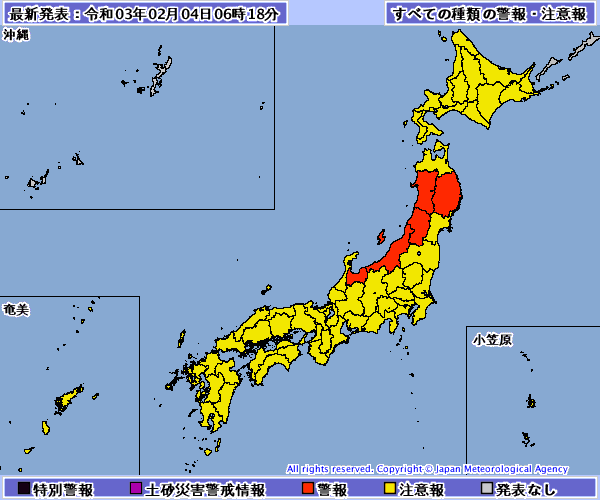 最新発表：令和03年02月04日06時18分
すべての種類の警報・注意報
沖縄
奄美
小笠原
All rights reserved. Copyright © Japan Meteorological Agency
特別警報 土砂災害警戒情報 警報 注意報 発表なし